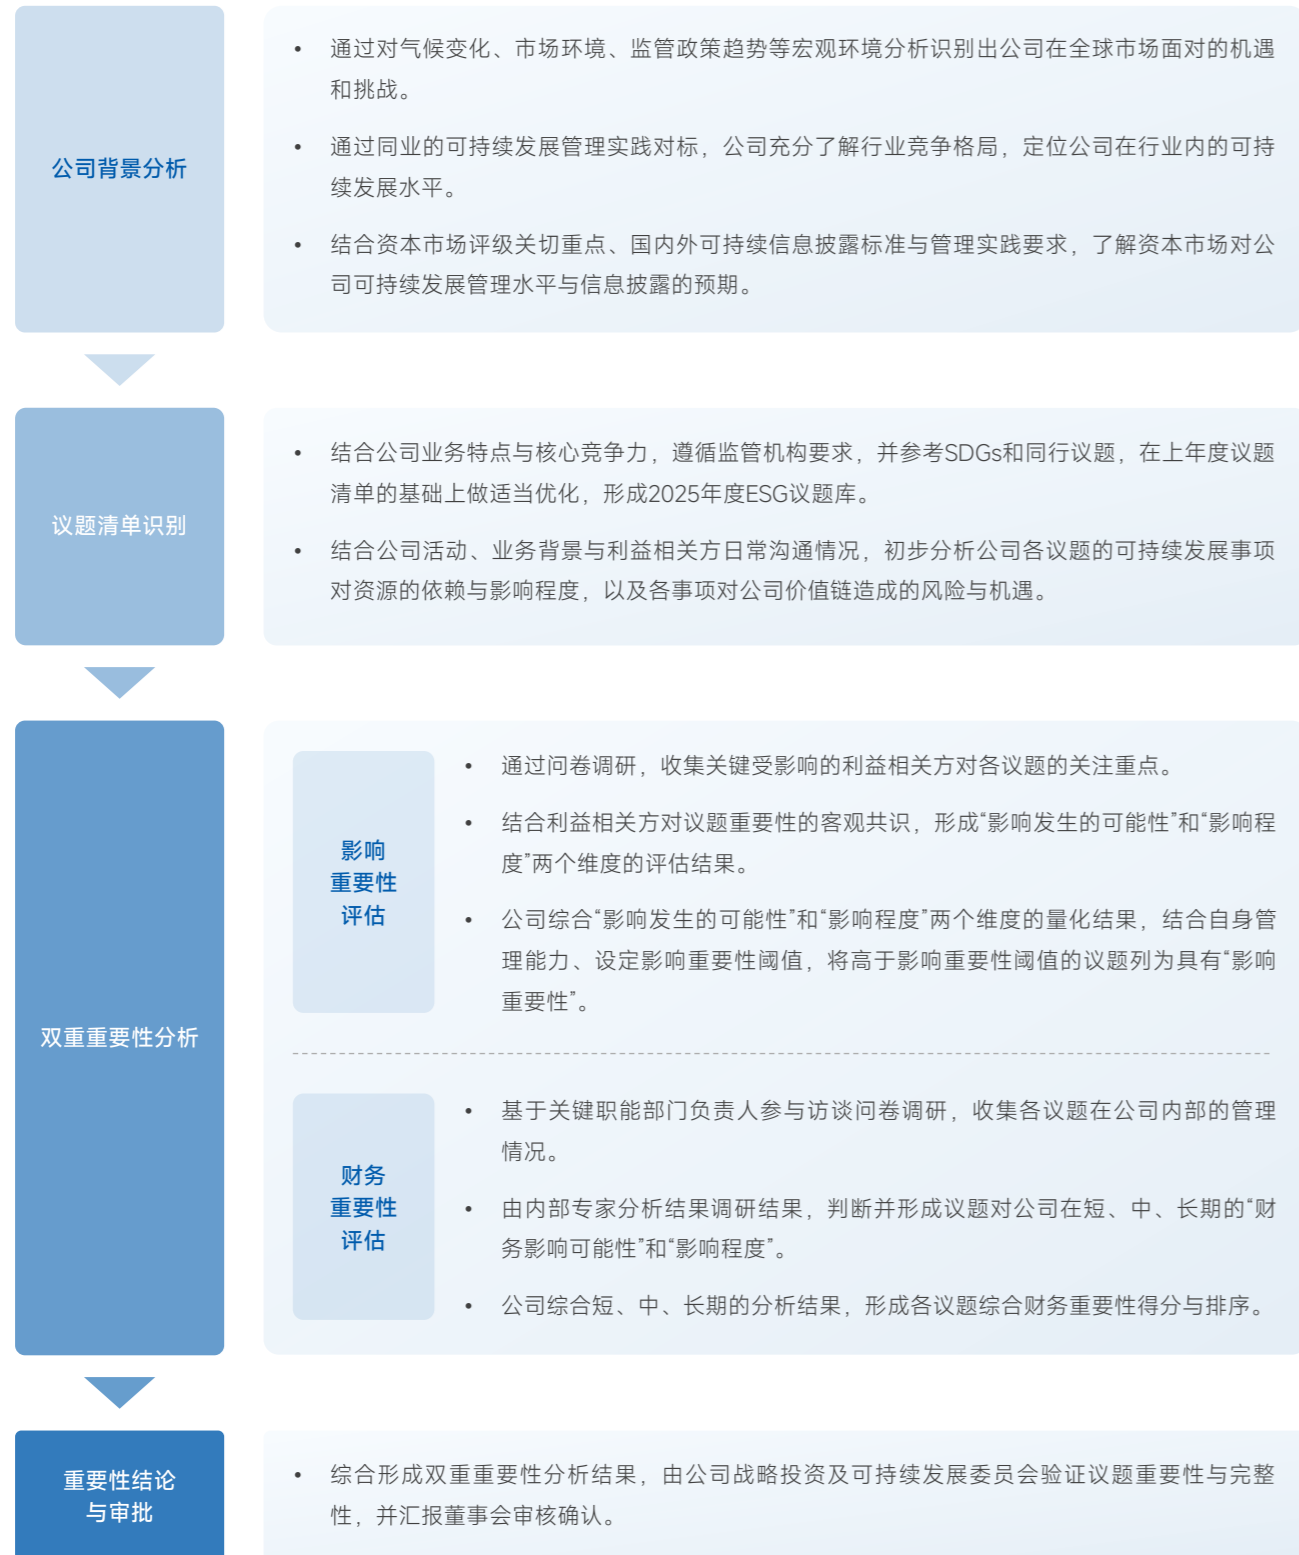 公司背景分析
• 通过对气候变化、市场环境、监管政策趋势等宏观环境分析识别出公司在全球市场面对的机遇
和挑战。
• 通过同业的可持续发展管理实践对标，公司充分了解行业竞争格局，定位公司在行业内的可持
续发展水平。
• 结合资本市场评级关切重点、国内外可持续信息披露标准与管理实践要求，了解资本市场对公
司可持续发展管理水平与信息披露的预期。
议题清单识别
• 结合公司业务特点与核心竞争力，遵循监管机构要求，并参考SDGs和同行议题，在上年度议题
清单的基础上做适当优化，形成2025年度ESG议题库。
• 结合公司活动、业务背景与利益相关方日常沟通情况，初步分析公司各议题的可持续发展事项
对资源的依赖与影响程度，以及各事项对公司价值链造成的风险与机遇。
双重重要性分析
影响
重要性
评估
• 通过问卷调研，收集关键受影响的利益相关方对各议题的关注重点。
• 结合利益相关方对议题重要性的客观共识，形成“影响发生的可能性”和“影响程
度”两个维度的评估结果。
• 公司综合“影响发生的可能性”和“影响程度”两个维度的量化结果，结合自身管
理能力、设定影响重要性阈值，将高于影响重要性阈值的议题列为具有“影响
重要性”。
财务
重要性
评估
• 基于关键职能部门负责人参与访谈问卷调研，收集各议题在公司内部的管理
情况。
• 由内部专家分析结果调研结果，判断并形成议题对公司在短、中、长期的“财
务影响可能性”和“影响程度”。
• 公司综合短、中、长期的分析结果，形成各议题综合财务重要性得分与排序。
重要性结论
与审批
• 综合形成双重重要性分析结果，由公司战略投资及可持续发展委员会验证议题重要性与完整
性，并汇报董事会审核确认。